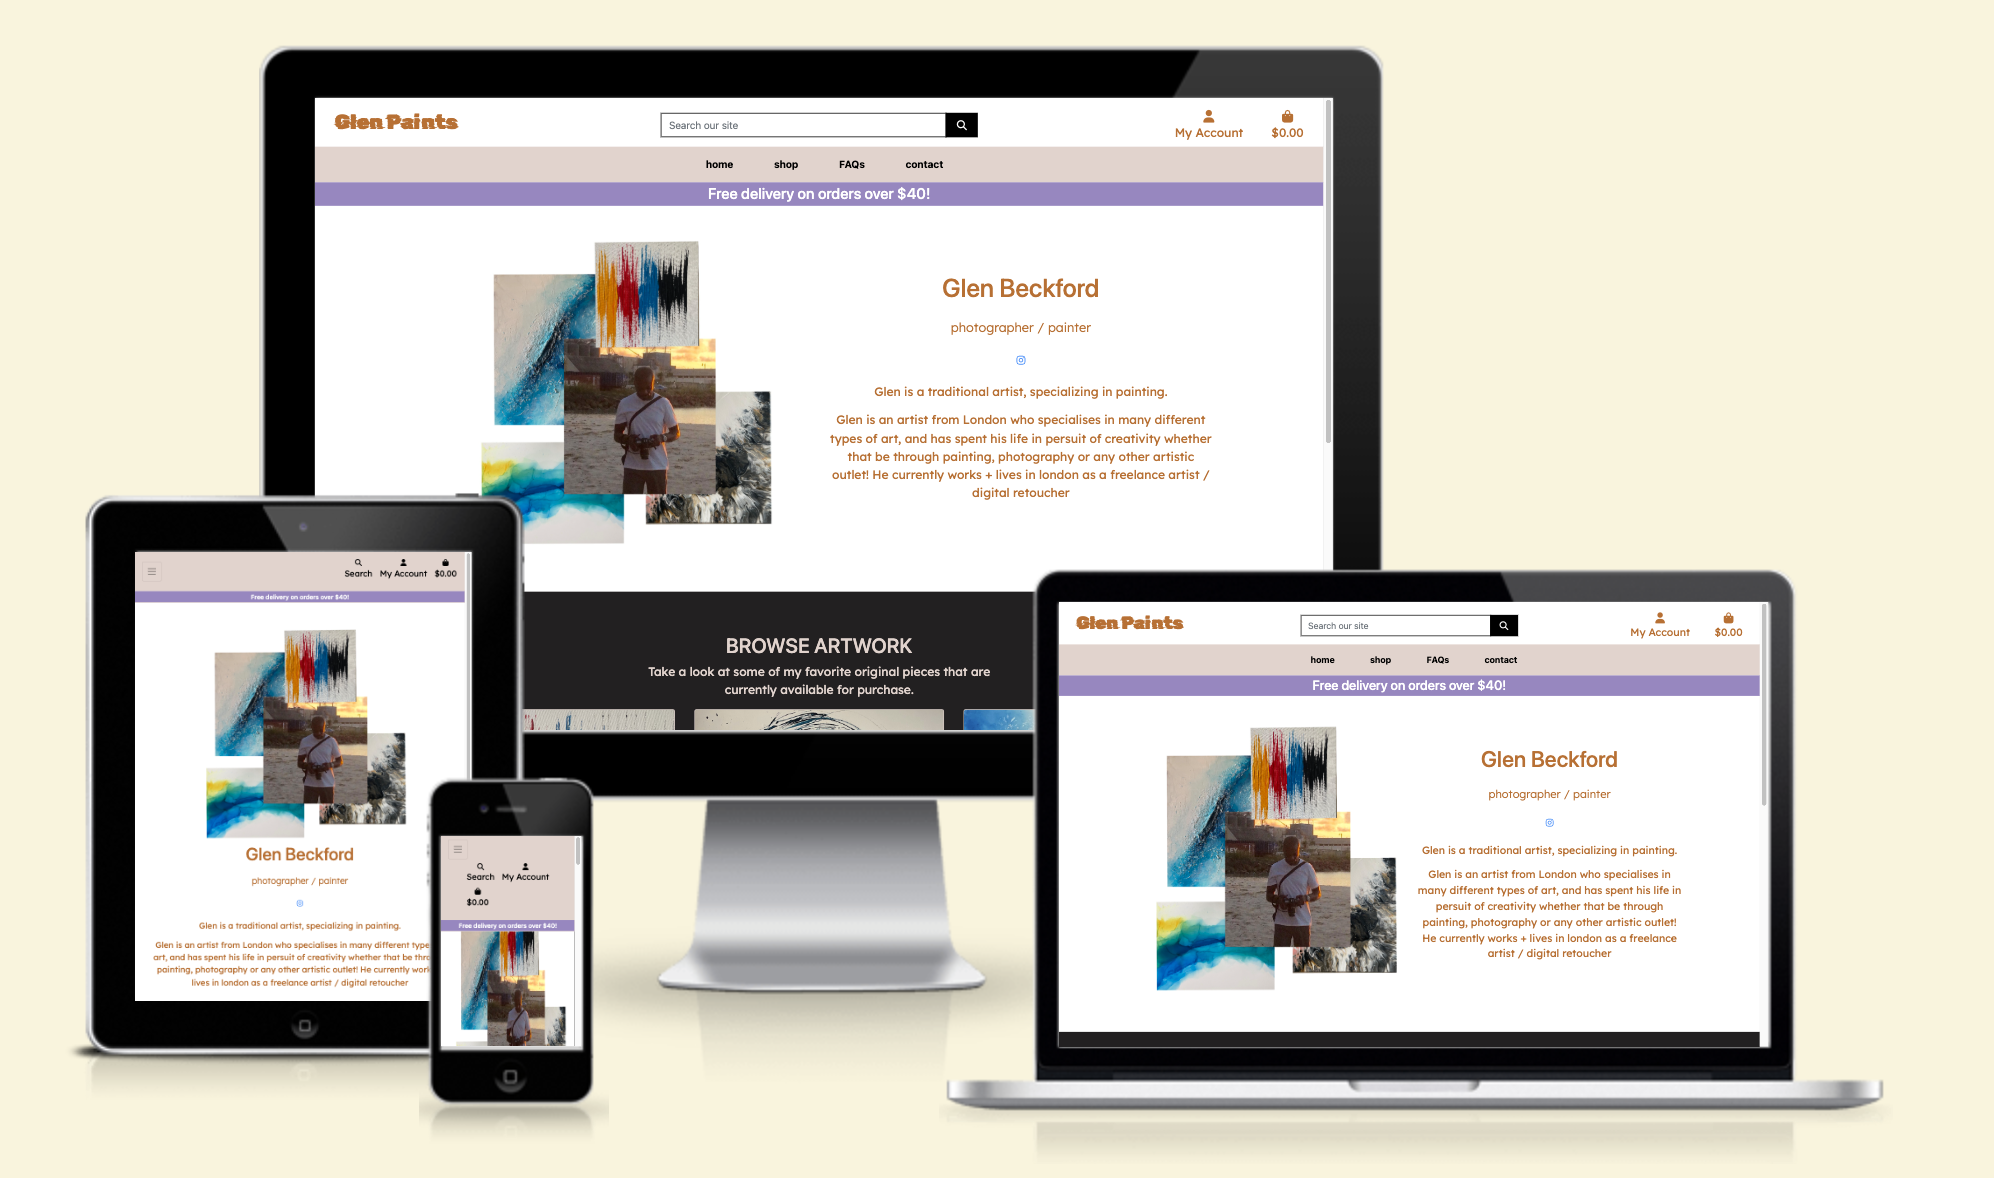 Glen Paints
Search our site
My Account
$0.00
home shop FAQs contact
Free delivery on orders over $40!
Glen Beckford
photographer / painter
Glen is a traditional artist, specializing in painting.
Glen is an artist from London who specialises in many different
types of art, and has spent his life in persuit of creativity whether
that be through painting, photography or any other artistic
outlet! He currently works + lives in london as a freelance artist /
digital retoucher
BROWSE ARTWORK
Take a look at some of my favorite original pieces that are
currently available for purchase.
Search My Account $0.00
Free delivery on orders over $40!
Glen Beckford
photographer / painter
Glen is a traditional artist, specializing in painting.
Glen is an artist from London who specialises in many different type
art, and has spent his life in persuit of creativity whether that be thro
painting, photography or any other artistic outlet! He currently work
lives in london as a freelance artist / digital retoucher
Search My Account
$0.00
Free delivery on orders over $40!
Glen Paints
Search our site
My Account
$0.00
home shop FAQs contact
Free delivery on orders over $40!
Glen Beckford
photographer / painter
Glen is a traditional artist, specializing in painting.
Glen is an artist from London who specialises in
many different types of art, and has spent his life in
persuit of creativity whether that be through
painting, photography or any other artistic outlet!
He currently works + lives in london as a freelance
artist / digital retoucher